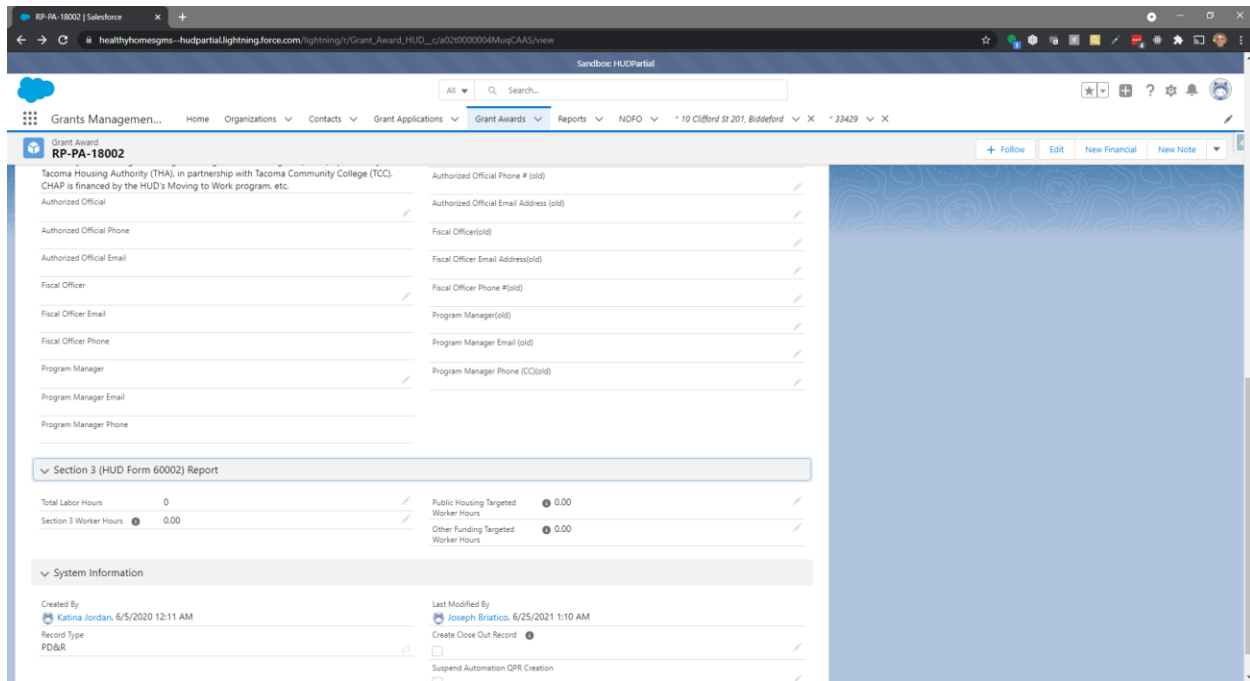 RP-PA-18002 | Salesforce
healthyhomesgms--hudpartial.lightning.force.com/lightning/r/Grant_Award_HUD__c/a02t0000004MuqCAAS/view
Sandbox: HUDPartial
All
Search...
Grants Managemen...
Home
Organizations
Contacts
Grant Applications
Grant Awards
Reports
NOFO
* 10 Clifford St 201, Biddeford
* 33429
Grant Award
RP-PA-18002
+ Follow
Edit
New Financial
New Note
Tacoma Housing Authority (THA), in partnership with Tacoma Community College (TCC).
CHAP is financed by the HUD's Moving to Work program. etc.
Authorized Official
Authorized Official Phone
Authorized Official Email
Fiscal Officer
Fiscal Officer Email
Fiscal Officer Phone
Program Manager
Program Manager Email
Program Manager Phone
Authorized Official Phone # (old)
Authorized Official Email Address (old)
Fiscal Officer(old)
Fiscal Officer Email Address(old)
Fiscal Officer Phone #(old)
Program Manager(old)
Program Manager Email (old)
Program Manager Phone (CC)(old)
Section 3 (HUD Form 60002) Report
Total Labor Hours 0
Section 3 Worker Hours 0.00
Public Housing Targeted 0.00
Worker Hours
Other Funding Targeted 0.00
Worker Hours
System Information
Created By
Katina Jordan, 6/5/2020 12:11 AM
Record Type
PD&R
Last Modified By
Joseph Briatico, 6/25/2021 1:10 AM
Create Close Out Record
Suspend Automation QPR Creation